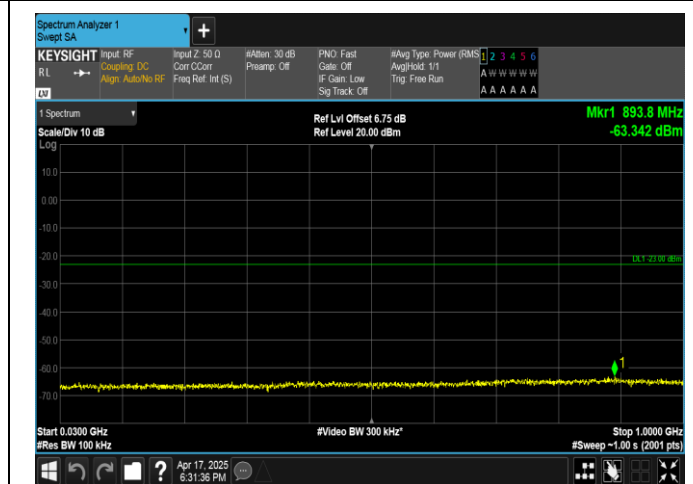 Spectrum Analyzer 1
Swept SA
+
KEYSIGHT Input: RF Input Z: 50 Ω #Atten: 30 dB PNO: Fast #Avg Type: Power (RMS 1 2 3 4 5 6
RL Coupling: DC Corr CCorr Preamp: Off Gate: Off Avg|Hold: 1/1 A W W W W W
Align: Auto/No RF Freq Ref: Int (S) IF Gain: Low Trig: Free Run
LXI Sig Track: Off A A A A A A
1 Spectrum Ref Lvl Offset 6.75 dB Mkr1 893.8 MHz
Scale/Div 10 dB Ref Level 20.00 dBm -63.342 dBm
Log
10.0
0.00
-10.0
-20.0 DL1 -23.00 dBm
-30.0
-40.0
-50.0
-60.0 1
-70.0
Start 0.0300 GHz #Video BW 300 kHz* Stop 1.0000 GHz
#Res BW 100 kHz #Sweep ~1.00 s (2001 pts)
? Apr 17, 2025
6:31:36 PM